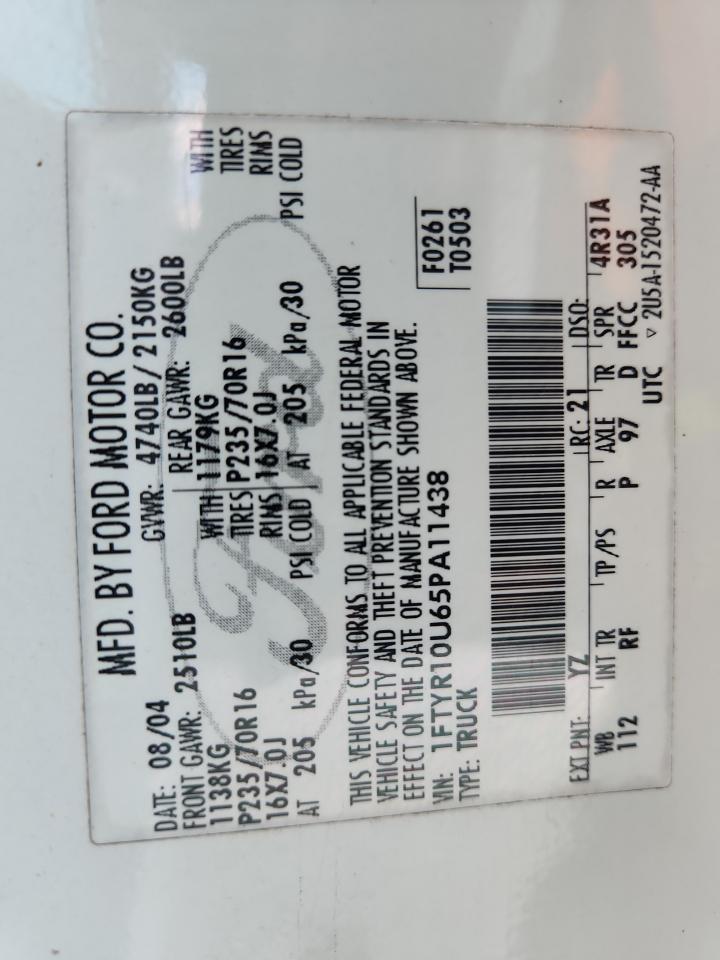 MFD. BY FORD MOTOR CO.
DATE: 08/04 GVWR: 4740LB / 2150KG
FRONT GAWR: 2510LB REAR GAWR: 2600LB
1138KG WITH 1179KG WITH
P235/70R16 TIRES P235/70R16 TIRES
16X7.0J RIMS 16X7.0J RIMS
AT 205 kPa/30 PSI COLD AT 205 kPa/30 PSI COLD
Ford
THIS VEHICLE CONFORMS TO ALL APPLICABLE FEDERAL MOTOR
VEHICLE SAFETY AND THEFT PREVENTION STANDARDS IN
EFFECT ON THE DATE OF MANUFACTURE SHOWN ABOVE.
VIN: 1FTYR10U65PA11438 F0261
TYPE: TRUCK T0503
EXT PNT: YZ RC: 21 DSO:
WB INT TR TP/PS R AXLE TR SPR 4R31A
112 RF P 97 D FFCC 305
UTC ▽ 2U5A-1520472-AA